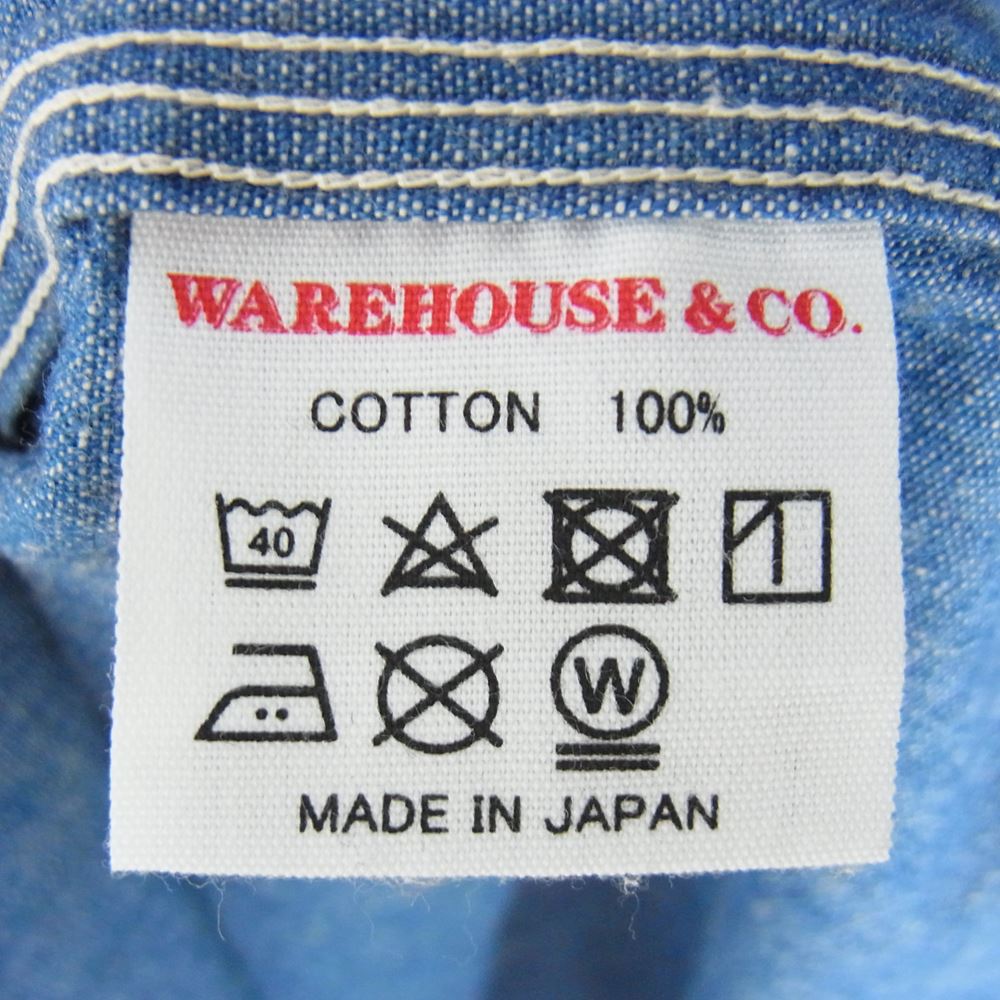 WAREHOUSE & CO.
COTTON 100%
40
W
MADE IN JAPAN